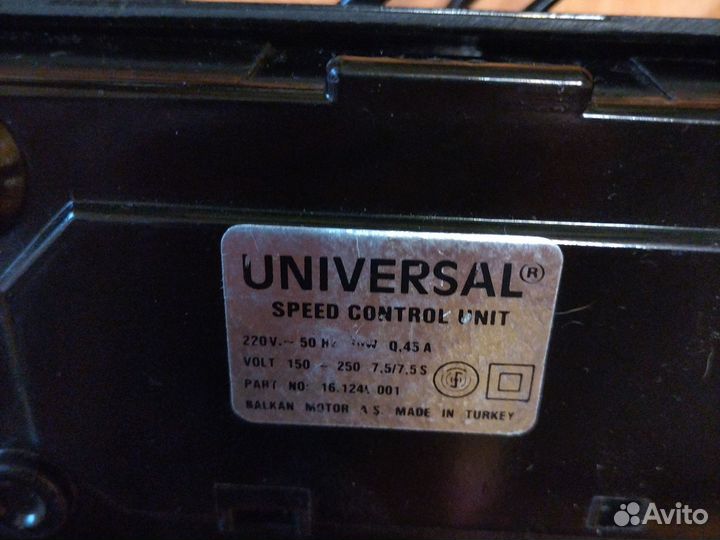 UNIVERSAL®
SPEED CONTROL UNIT
220V.~ 50 Hz 0,45 A
VOLT 150 - 250 7,5/7,5 S
PART NO: 001
BALKAN MOTOR A.S. MADE IN TURKEY
Avito